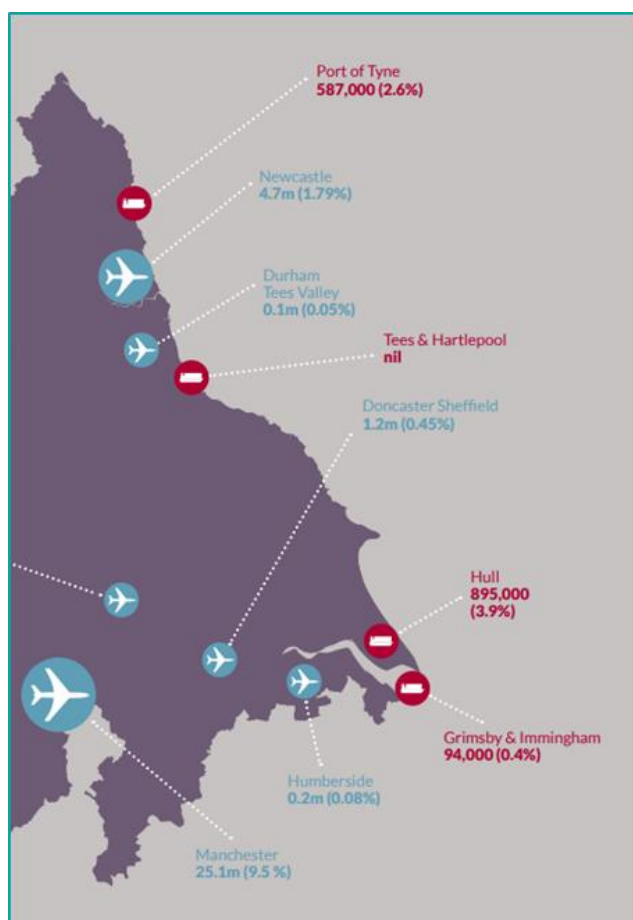 Port of Tyne
587,000 (2.6%)
Newcastle
4.7m (1.79%)
Durham
Tees Valley
0.1m (0.05%)
Tees & Hartlepool
nil
Doncaster Sheffield
1.2m (0.45%)
Hull
895,000
(3.9%)
Grimsby & Immingham
94,000 (0.4%)
Humberside
0.2m (0.08%)
Manchester
25.1m (9.5 %)